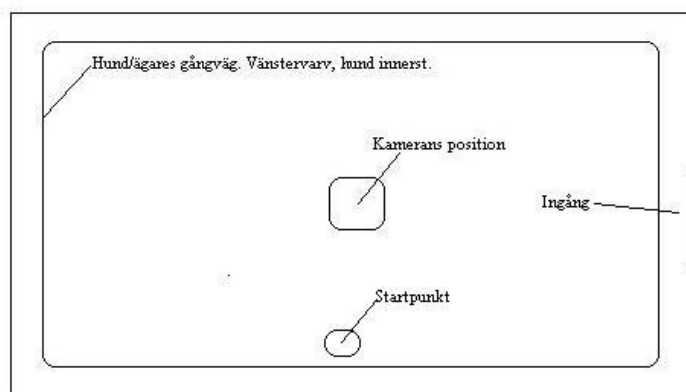 Hund/ägares gångväg. Vänstervarv, hund innerst.
Kamerans position
Ingång
Startpunkt